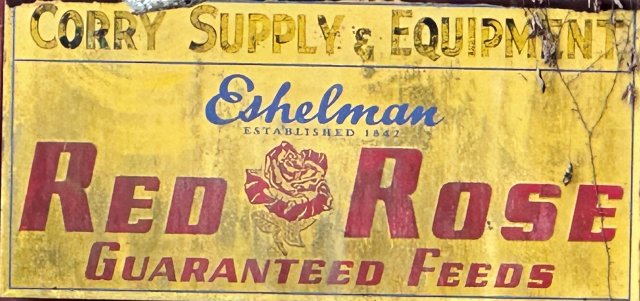 CORRY SUPPLY & EQUIPMENT
Eshelman
ESTABLISHED 1842
RED ROSE
GUARANTEED FEEDS